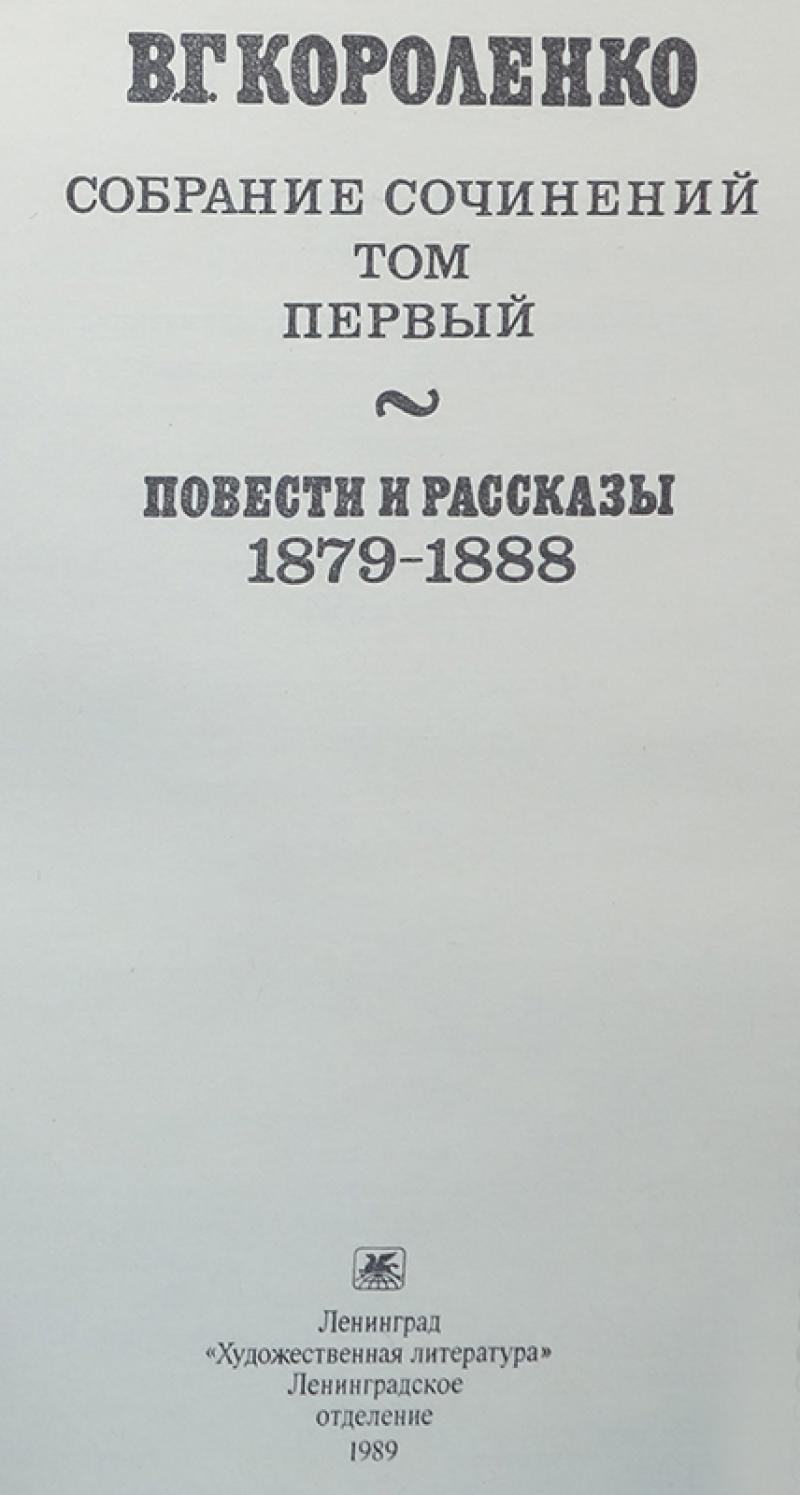 В.Г. КОРОЛЕНКО
СОБРАНИЕ СОЧИНЕНИЙ
ТОМ
ПЕРВЫЙ
~
ПОВЕСТИ И РАССКАЗЫ
1879-1888
Ленинград
«Художественная литература»
Ленинградское
отделение
1989